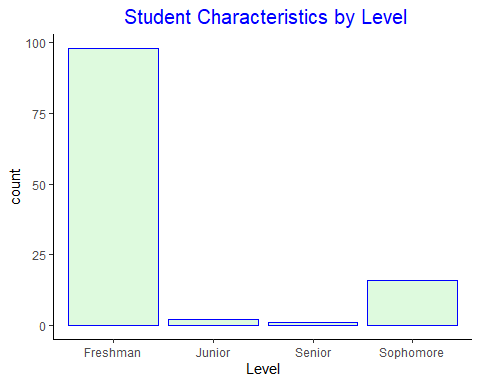 Student Characteristics by Level
100
75
50
25
0
count
Freshman Junior Senior Sophomore
Level